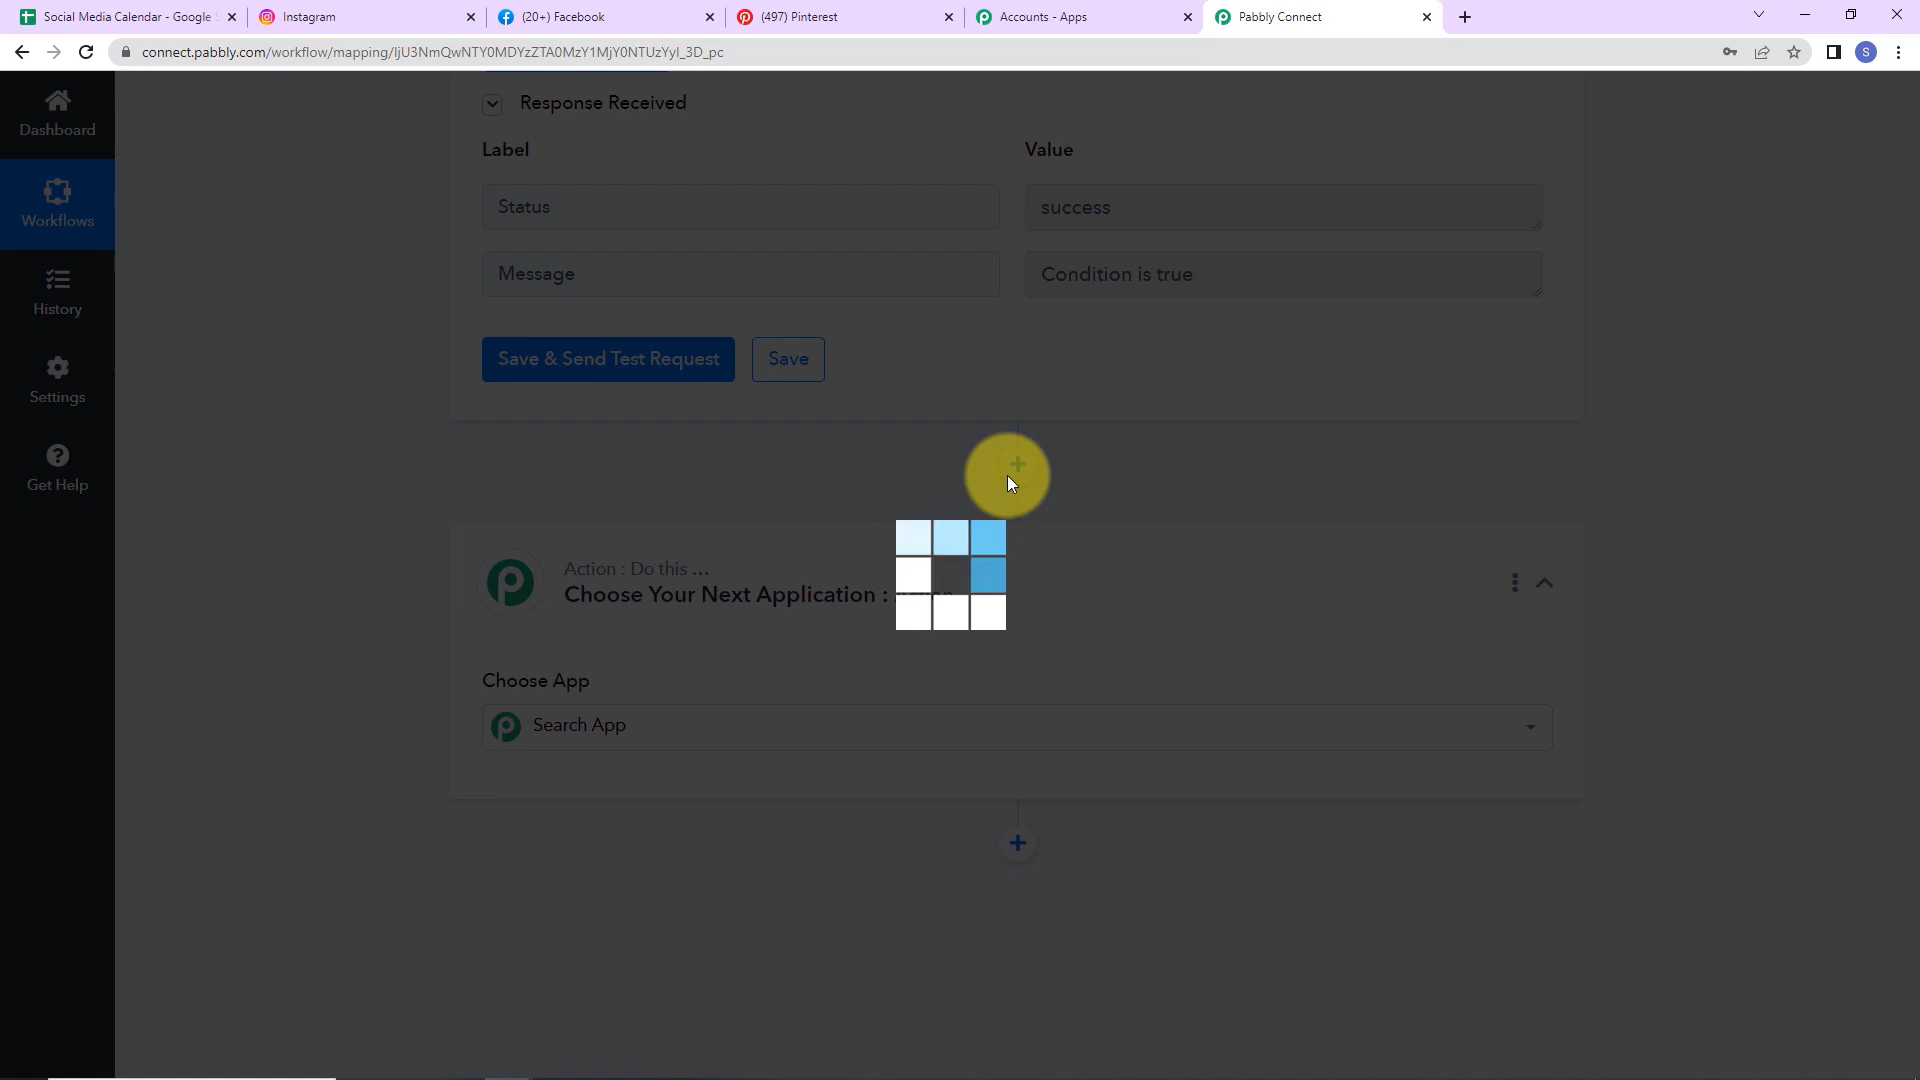 Social Media Calendar - Google S
Instagram
(20+) Facebook
(497) Pinterest
Accounts - Apps
Pabbly Connect
connect.pabbly.com/workflow/mapping/IjU3NmQwNTY0MDYzZTA0MzY1MjY0NTUzYyI_3D_pc
S
Dashboard
Workflows
History
Settings
Get Help
Response Received
Label
Value
Status
success
Message
Condition is true
Save & Send Test Request
Save
Action : Do this ...
Choose Your Next Application :
Choose App
Search App